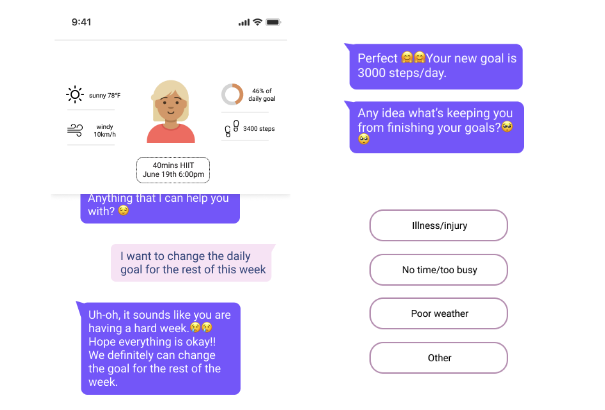 9:41
sunny 78°F
windy
10km/h
46% of
daily goal
3400 steps
40mins HIIT
June 19th 6:00pm
Anything that I can help you
with? 😔
I want to change the daily
goal for the rest of this week
Uh-oh, it sounds like you are
having a hard week.😢😢
Hope everything is okay!!
We definitely can change
the goal for the rest of the
week.
Perfect 🤗🤗Your new goal is
3000 steps/day.
Any idea what's keeping you
from finishing your goals?🥺
🥺
Illness/injury
No time/too busy
Poor weather
Other